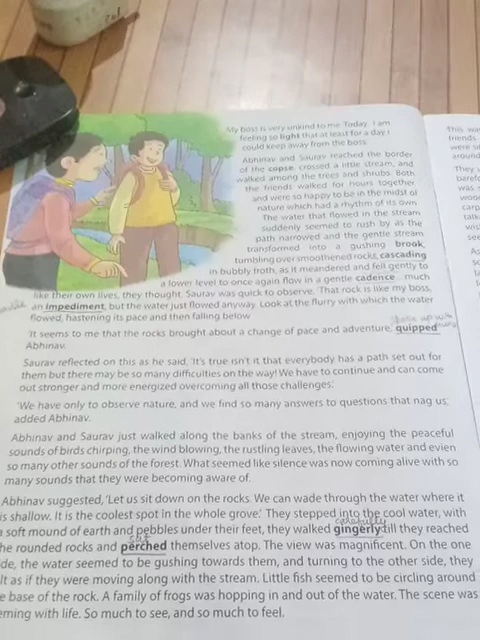 My boss is very unkind to me. Today, I am
feeling so light that at least for a day I
could keep away from the boss.
Abhinav and Saurav reached the border
of the copse, crossed a little stream, and
walked among the trees and shrubs. Both
the friends walked for hours together
and were so happy to be in the midst of
nature which had a rhythm of its own.
The water that flowed in the stream
suddenly seemed to rush by as the
path narrowed and the gentle stream
transformed into a gushing brook,
tumbling over smoothened rocks, cascading
in bubbly froth, as it meandered and fell gently to
a lower level to once again flow in a gentle cadence much
like their own lives, they thought. Saurav was quick to observe. 'That rock is like my boss,
an impediment, but the water just flowed anyway. Look at the flurry with which the water
flowed, hastening its pace and then falling below
'It seems to me that the rocks brought about a change of pace and adventure,' quipped
Abhinav.
Saurav reflected on this as he said, 'It's true isn't it that everybody has a path set out for
them but there may be so many difficulties on the way! We have to continue and can come
out stronger and more energized overcoming all those challenges.'
'We have only to observe nature, and we find so many answers to questions that nag us,'
added Abhinav.
Abhinav and Saurav just walked along the banks of the stream, enjoying the peaceful
sounds of birds chirping, the wind blowing, the rustling leaves, the flowing water and even
so many other sounds of the forest. What seemed like silence was now coming alive with so
many sounds that they were becoming aware of.
Abhinav suggested, 'Let us sit down on the rocks. We can wade through the water where it
is shallow. It is the coolest spot in the whole grove.' They stepped into the cool water, with
carefully
a soft mound of earth and pebbles under their feet, they walked gingerly till they reached
sit
he rounded rocks and perched themselves atop. The view was magnificent. On the one
de, the water seemed to be gushing towards them, and turning to the other side, they
lt as if they were moving along with the stream. Little fish seemed to be circling around
e base of the rock. A family of frogs was hopping in and out of the water. The scene was
eming with life. So much to see, and so much to feel.
This wa
friends
were s
around
They
barefo
was
woo
carp
talk
wis
see